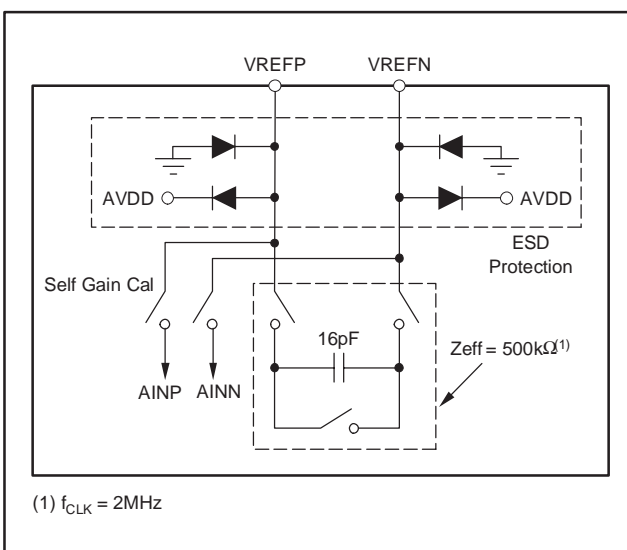 VREFP VREFN
AVDD AVDD
ESD
Protection
Self Gain Cal
16pF
Zeff = 500kΩ(1)
AINP AINN
(1) fCLK = 2MHz